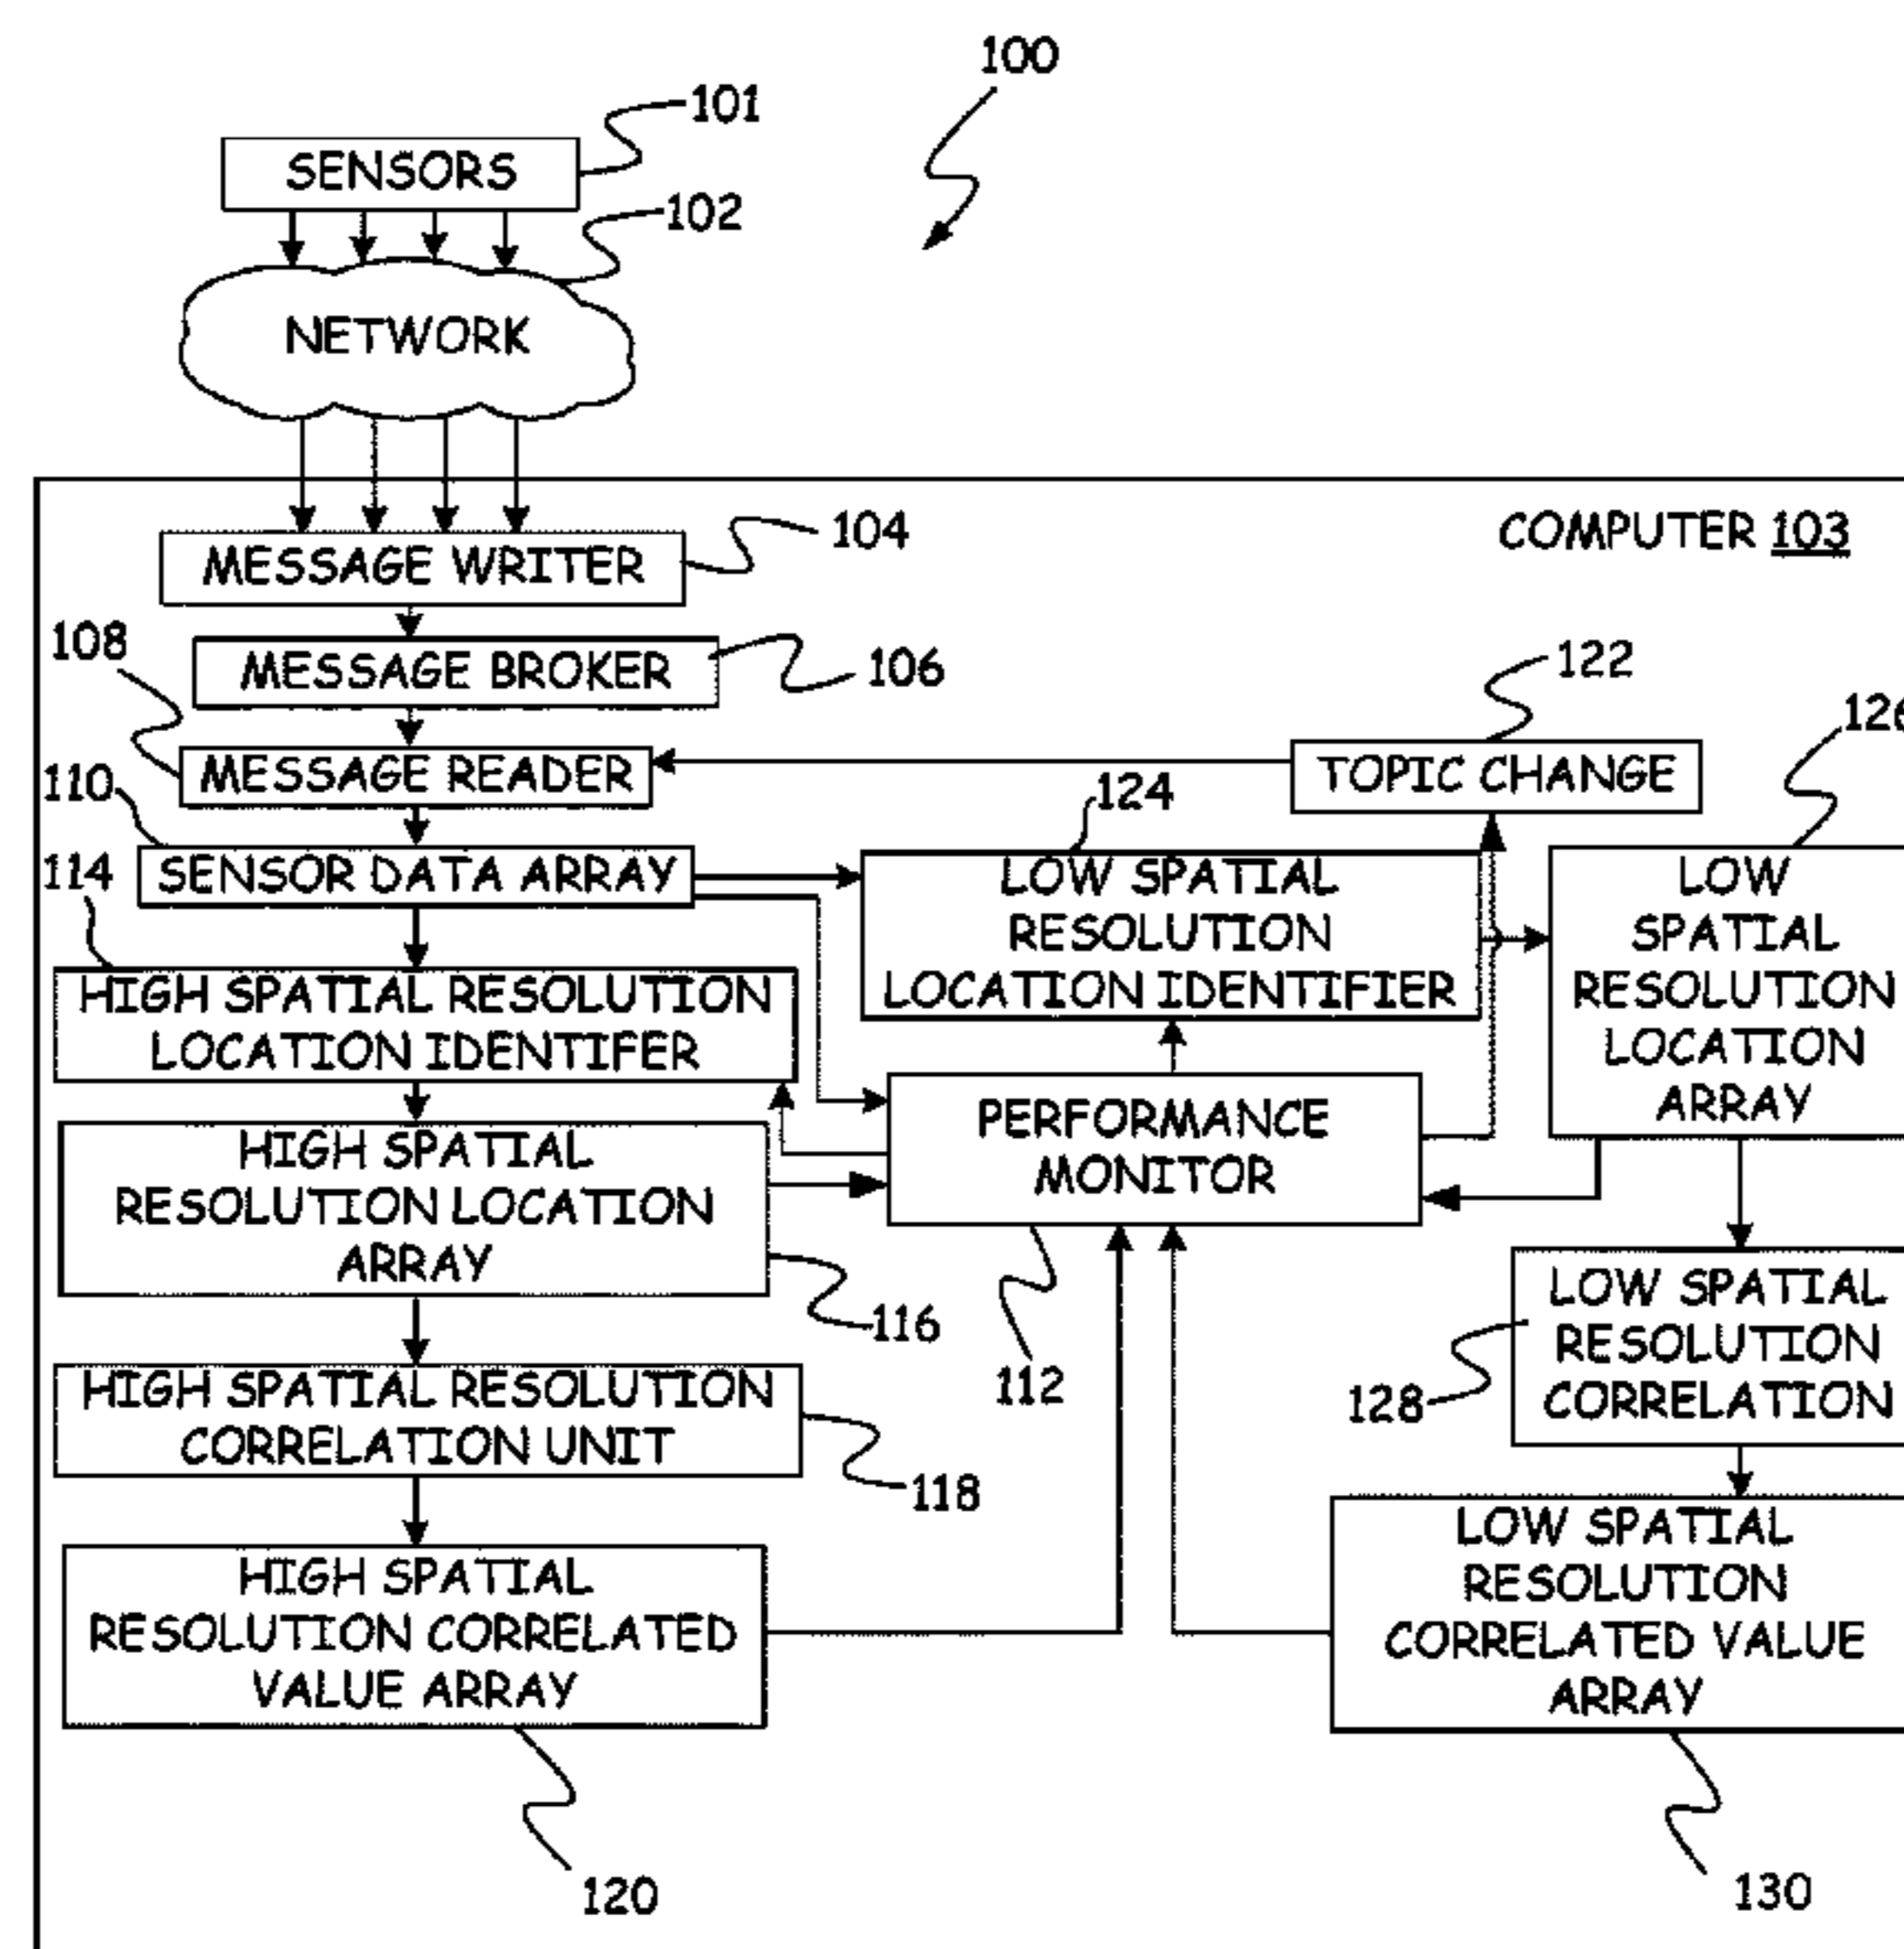 100
101
SENSORS
102
NETWORK
COMPUTER 103
104
MESSAGE WRITER
108
MESSAGE BROKER
106
122
MESSAGE READER
TOPIC CHANGE
110
124
SENSOR DATA ARRAY
114
LOW SPATIAL
RESOLUTION
LOCATION IDENTIFIER
LOW
SPATIAL
RESOLUTION
LOCATION
ARRAY
HIGH SPATIAL RESOLUTION
LOCATION IDENTIFER
PERFORMANCE
MONITOR
HIGH SPATIAL
RESOLUTION LOCATION
ARRAY
116
112
LOW SPATIAL
RESOLUTION
CORRELATION
128
HIGH SPATIAL RESOLUTION
CORRELATION UNIT
118
HIGH SPATIAL
RESOLUTION CORRELATED
VALUE ARRAY
LOW SPATIAL
RESOLUTION
CORRELATED VALUE
ARRAY
120
130